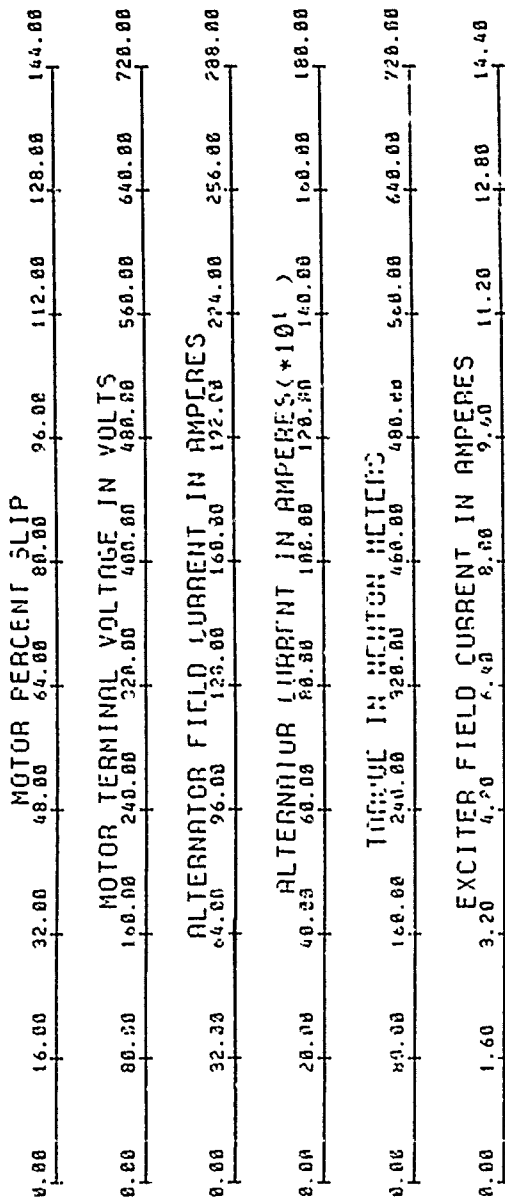 0.00 16.00 32.00 48.00 64.00 80.00 96.00 112.00 128.00 144.00
MOTOR PERCENT SLIP
0.00 80.00 160.00 240.00 320.00 400.00 480.00 560.00 640.00 720.00
MOTOR TERMINAL VOLTAGE IN VOLTS
0.00 32.00 64.00 96.00 128.00 160.00 192.00 224.00 256.00 288.00
ALTERNATOR FIELD CURRENT IN AMPERES
0.00 20.00 40.00 60.00 80.00 100.00 120.00 140.00 160.00 180.00
ALTERNATOR CURRENT IN AMPERES(*10¹ )
0.00 80.00 160.00 240.00 320.00 400.00 480.00 560.00 640.00 720.00
TORQUE IN NEWTON METERS
0.00 1.60 3.20 4.80 6.40 8.00 9.60 11.20 12.80 14.40
EXCITER FIELD CURRENT IN AMPERES